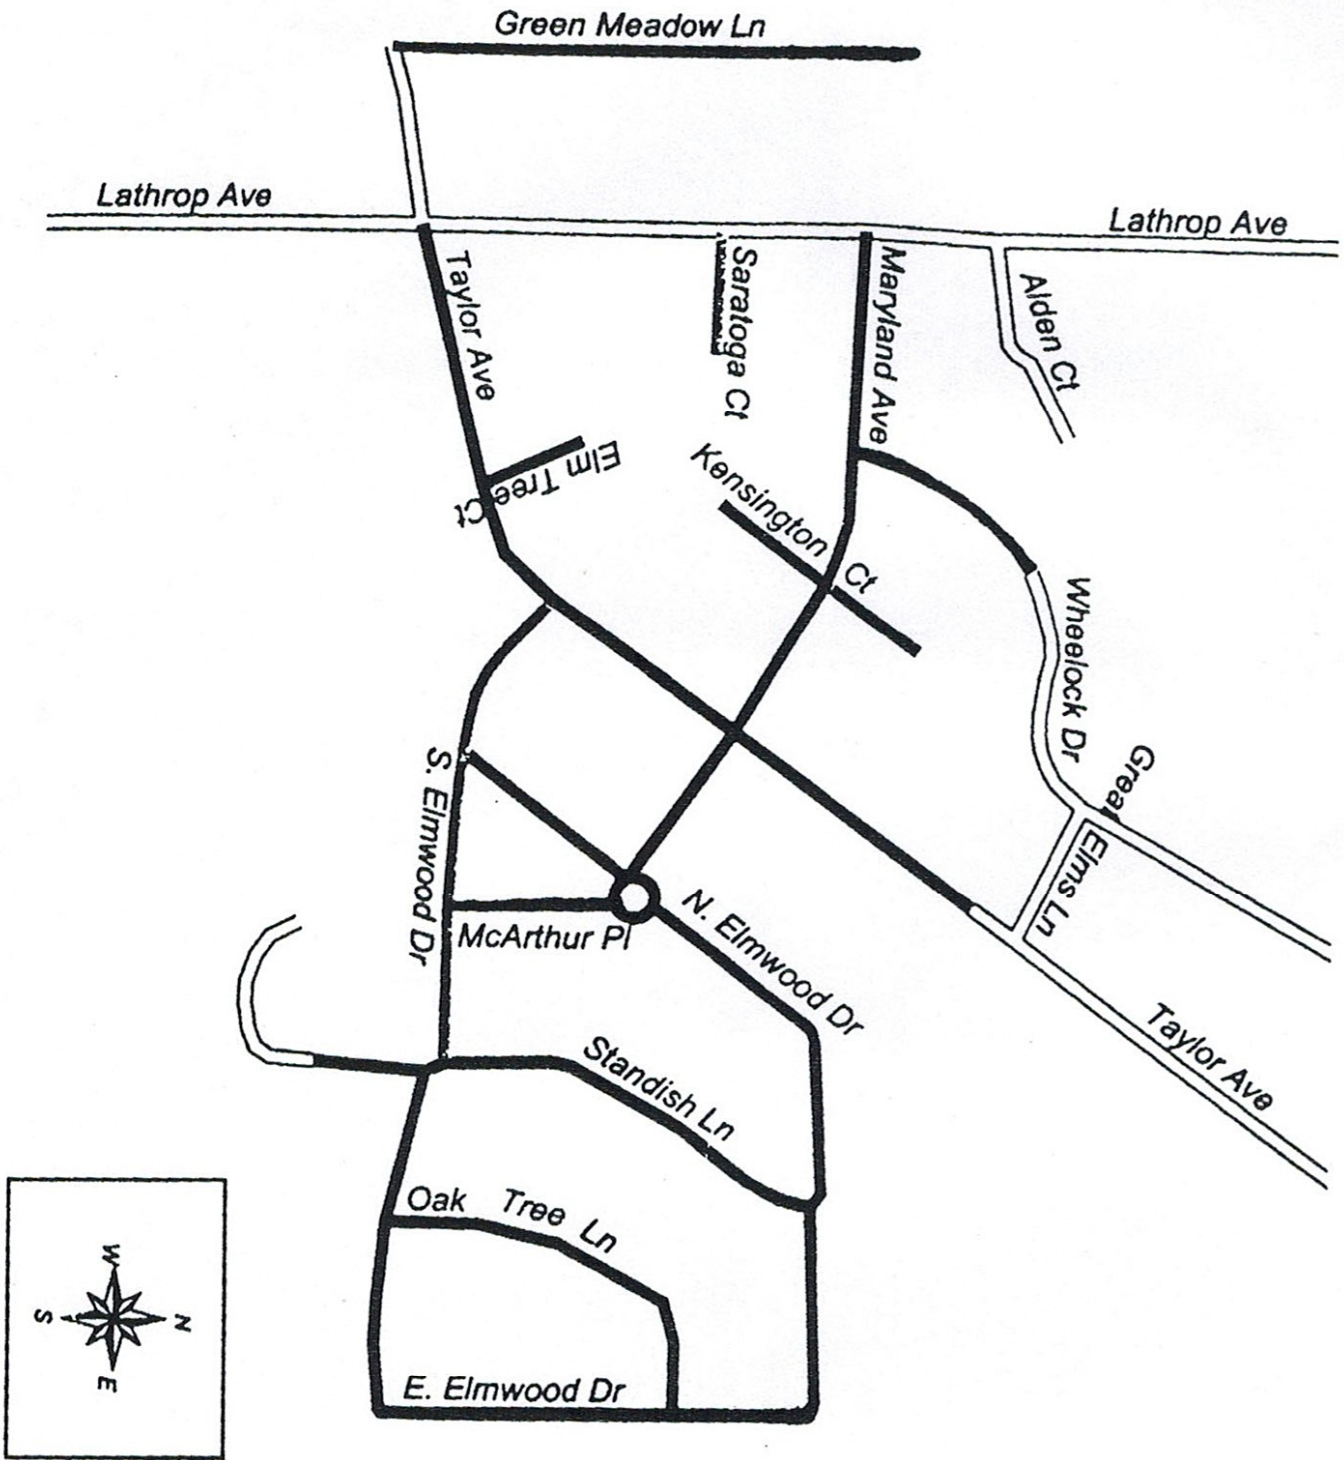 Green Meadow Ln
Lathrop Ave
Lathrop Ave
Taylor Ave
Saratoga Ct
Maryland Ave
Alden Ct
Elm Tree Ct
Kensington Ct
Wheelock Dr
Grea
Elms Ln
S. Elmwood Dr
McArthur Pl
N. Elmwood Dr
Taylor Ave
Standish Ln
Oak Tree Ln
E. Elmwood Dr
W
S
N
E